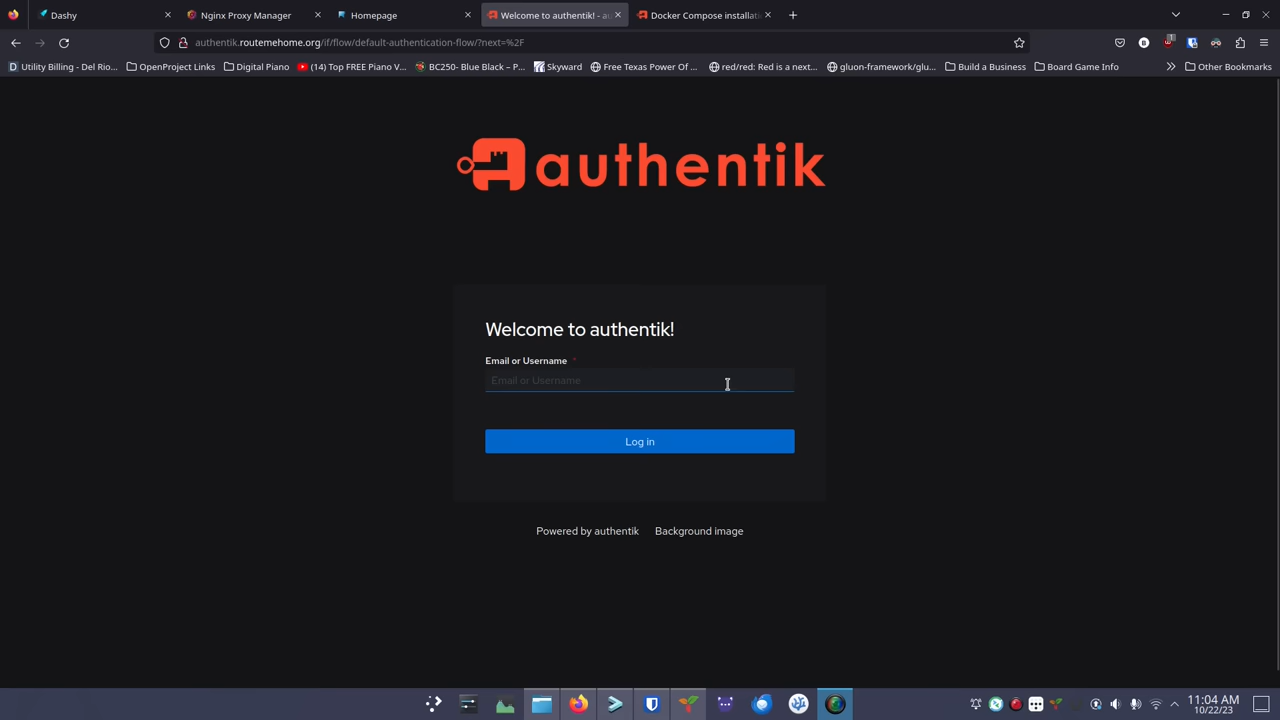 Dashy
Nginx Proxy Manager
Homepage
Welcome to authentik! - au
Docker Compose installati
authentik.routemehome.org/if/flow/default-authentication-flow/?next=%2F
Utility Billing - Del Rio...
OpenProject Links
Digital Piano
(14) Top FREE Piano V...
BC250- Blue Black – P...
Skyward
Free Texas Power Of ...
red/red: Red is a next...
gluon-framework/glu...
Build a Business
Board Game Info
Other Bookmarks
authentik
Welcome to authentik!
Email or Username *
Email or Username
Log in
Powered by authentik
Background image
11:04 AM
10/22/23